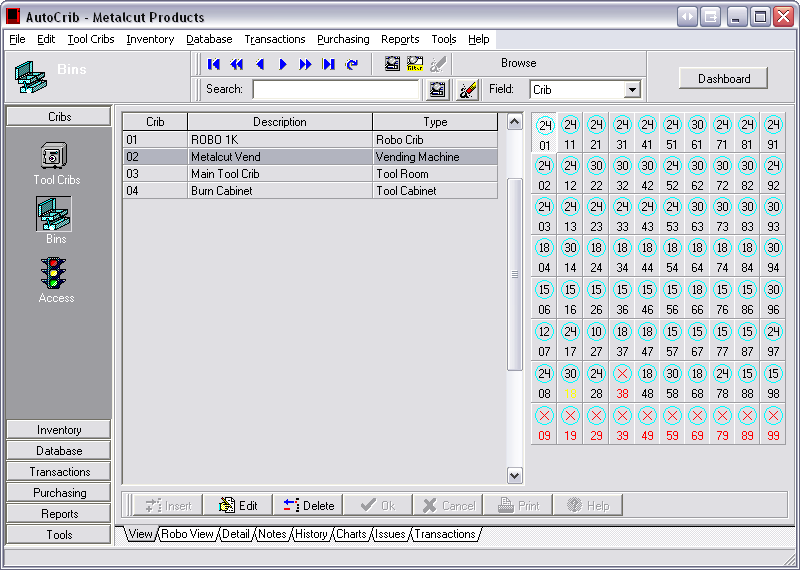 AutoCrib - Metalcut Products
File Edit Tool Cribs Inventory Database Transactions Purchasing Reports Tools Help
Bins
Browse
Search: Field: Crib
Dashboard
Cribs
Tool Cribs
Bins
Access
Inventory
Database
Transactions
Purchasing
Reports
Tools
Crib Description Type
01 ROBO 1K Robo Crib
02 Metalcut Vend Vending Machine
03 Main Tool Crib Tool Room
04 Burn Cabinet Tool Cabinet
24 24 24 24 24 24 30 24 24 24
01 11 21 31 41 51 61 71 81 91
24 24 30 30 30 24 30 30 24 24
02 12 22 32 42 52 62 72 82 92
24 24 24 24 24 24 30 30 30 30
03 13 23 33 43 53 63 73 83 93
18 30 18 18 18 18 18 18 18 18
04 14 24 34 44 54 64 74 84 94
15 15 15 15 15 15 18 15 15 30
06 16 26 36 46 56 66 76 86 96
12 24 10 18 18 15 15 15 15 24
07 17 27 37 47 57 67 77 87 97
24 30 24 18 30 18 24 15 15
08 28 38 48 58 68 78 88 98
09 19 29 39 49 59 69 79 89 99
Insert Edit Delete Ok Cancel Print Help
View Robo View Detail Notes History Charts Issues Transactions